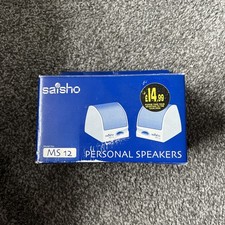 saisho
£14.99
MS 12
PERSONAL SPEAKERS